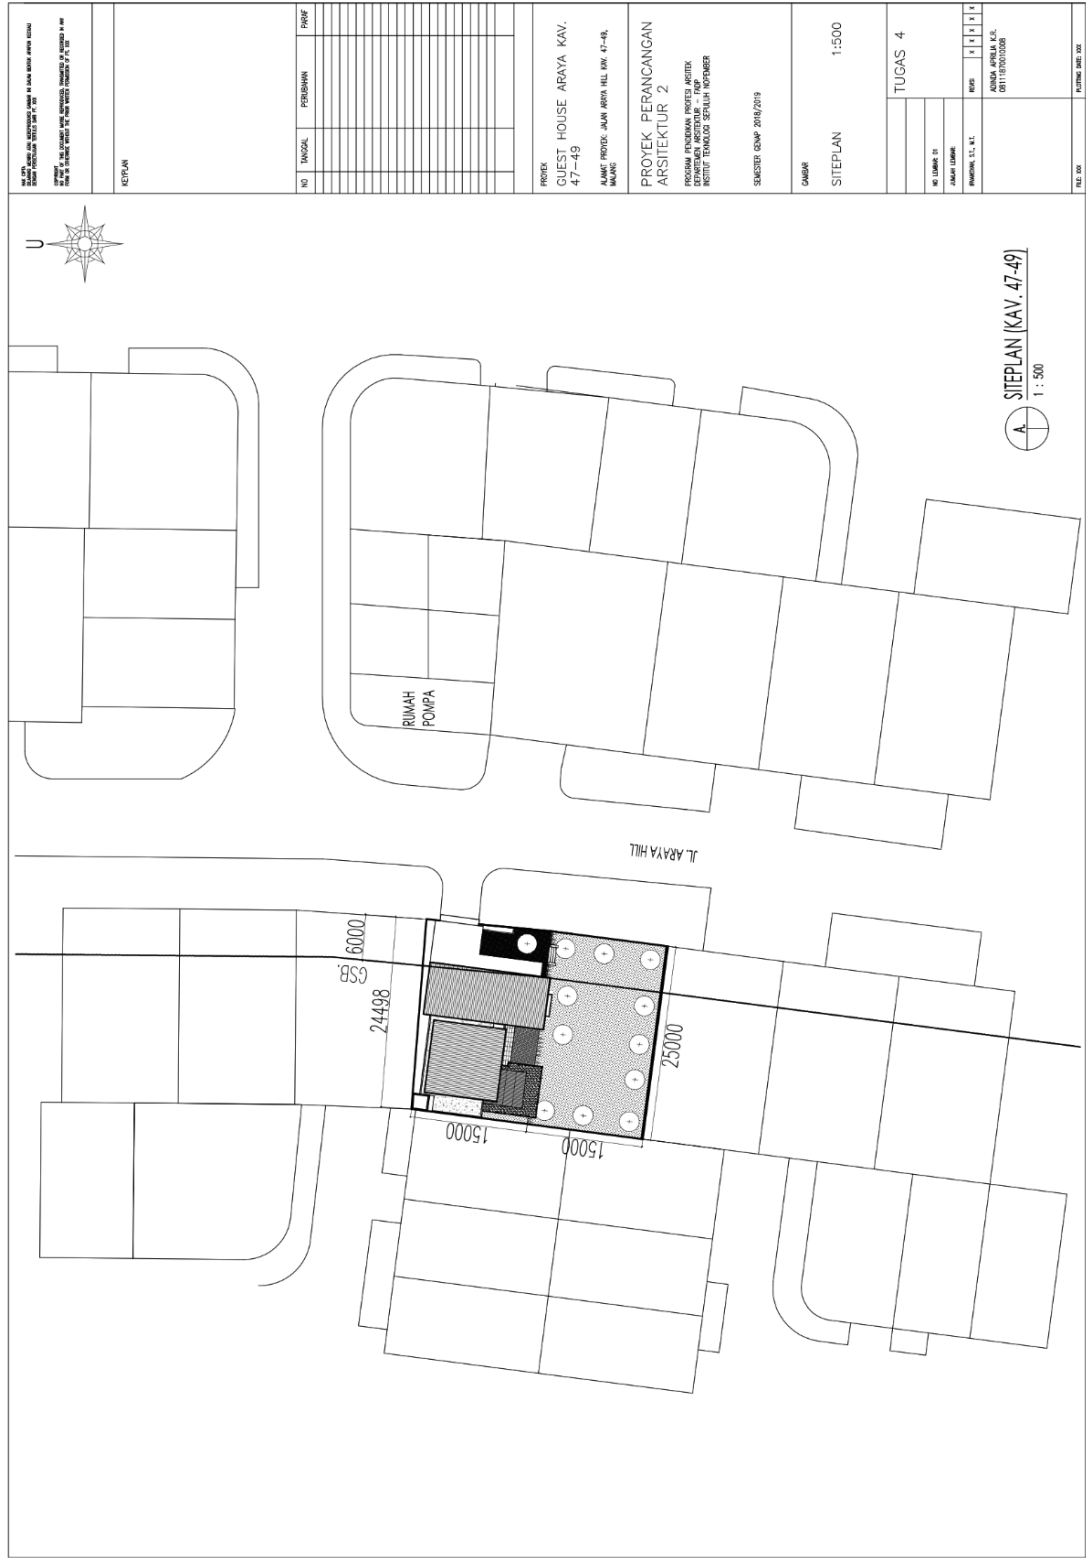 KEYPLAN
NO TANGGAL PERUBAHAN PARAF
PROYEK
GUEST HOUSE ARAYA KAV.
47-49
ALAMAT PROYEK: JALAN ARAYA HILL KAV. 47-49,
MALANG
PROYEK PERANCANGAN
ARSITEKTUR 2
PROGRAM PENDIDIKAN PROFESI ARSITEK
DEPARTEMEN ARSITEKTUR - FADP
INSTITUT TEKNOLOGI SEPULUH NOPEMBER
SEMESTER GENAP 2018/2019
GAMBAR
SITEPLAN 1:500
TUGAS 4
NO LEMBAR: 01
JUMLAH LEMBAR:
REVISI X X X X
ADINDA APRILIA K.R.
FILE: XXX
PLOTTING DATE: XXX
U
RUMAH
POMPA
JL. ARAYA HILL
GSB.
6000
24498
25000
15000
15000
A.
SITEPLAN (KAV. 47-49)
1 : 500